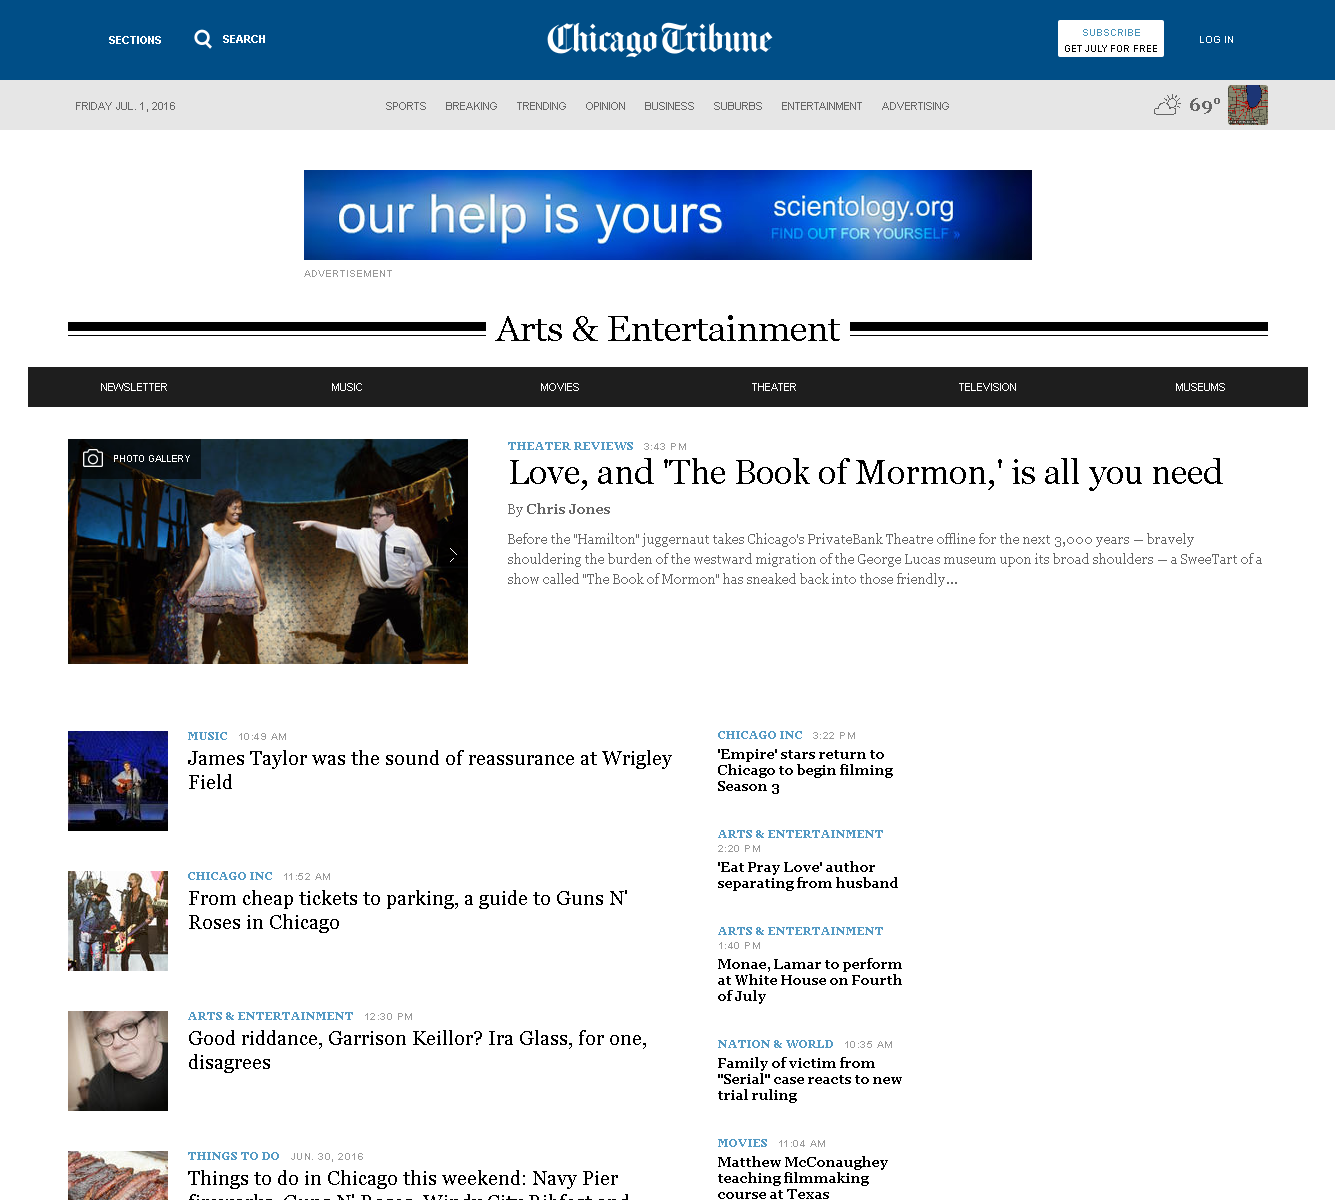 SECTIONS
SEARCH
Chicago Tribune
SUBSCRIBE
GET JULY FOR FREE
LOG IN
FRIDAY JUL. 1, 2016
SPORTS BREAKING TRENDING OPINION BUSINESS SUBURBS ENTERTAINMENT ADVERTISING
69°
our help is yours
scientology.org
FIND OUT FOR YOURSELF »
ADVERTISEMENT
Arts & Entertainment
NEWSLETTER MUSIC MOVIES THEATER TELEVISION MUSEUMS
PHOTO GALLERY
THEATER REVIEWS 3:43 PM
Love, and 'The Book of Mormon,' is all you need
By Chris Jones
Before the "Hamilton" juggernaut takes Chicago's PrivateBank Theatre offline for the next 3,000 years — bravely
shouldering the burden of the westward migration of the George Lucas museum upon its broad shoulders — a SweeTart of a
show called "The Book of Mormon" has sneaked back into those friendly...
MUSIC 10:49 AM
James Taylor was the sound of reassurance at Wrigley
Field
CHICAGO INC 11:52 AM
From cheap tickets to parking, a guide to Guns N'
Roses in Chicago
ARTS & ENTERTAINMENT 12:30 PM
Good riddance, Garrison Keillor? Ira Glass, for one,
disagrees
THINGS TO DO JUN. 30, 2016
Things to do in Chicago this weekend: Navy Pier
fireworks, Guns N' Roses, Windy City Ribfest and
CHICAGO INC 3:22 PM
'Empire' stars return to
Chicago to begin filming
Season 3
ARTS & ENTERTAINMENT
2:20 PM
'Eat Pray Love' author
separating from husband
ARTS & ENTERTAINMENT
1:40 PM
Monae, Lamar to perform
at White House on Fourth
of July
NATION & WORLD 10:35 AM
Family of victim from
"Serial" case reacts to new
trial ruling
MOVIES 11:04 AM
Matthew McConaughey
teaching filmmaking
course at Texas